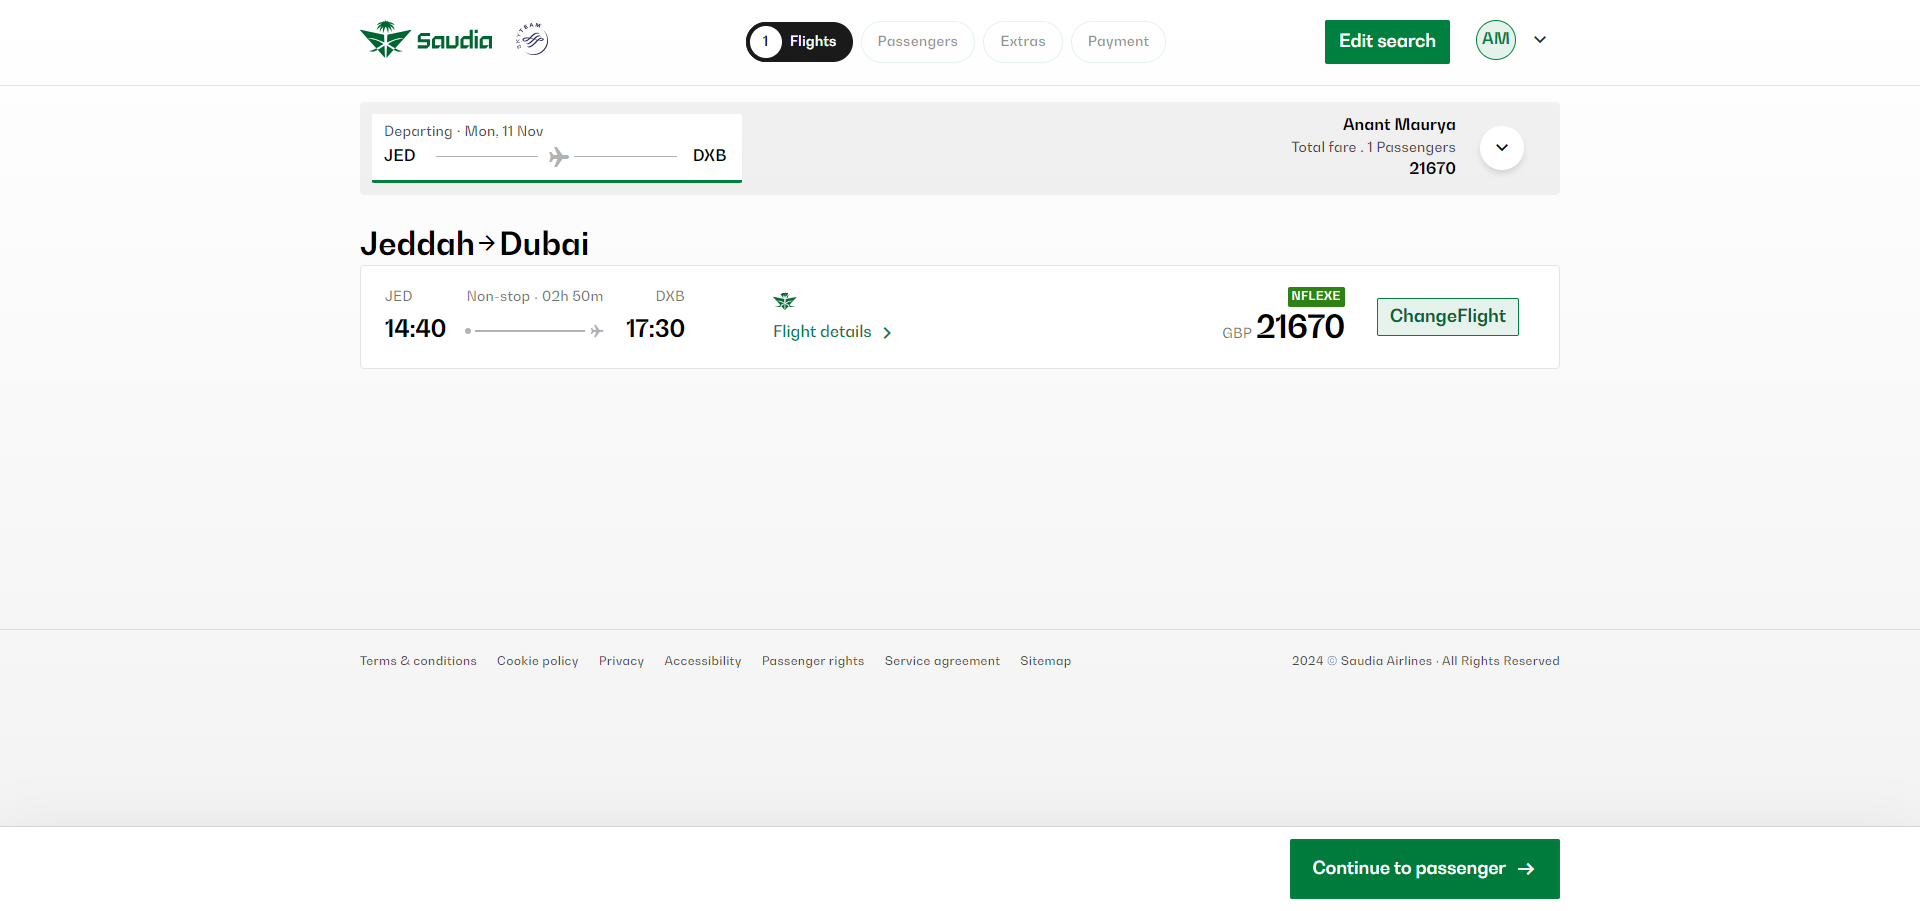 Saudia
SKYTEAM
1 Flights
Passengers
Extras
Payment
Edit search
AM
Departing · Mon, 11 Nov
JED
DXB
Anant Maurya
Total fare . 1 Passengers
21670
Jeddah→Dubai
JED
Non-stop · 02h 50m
DXB
14:40
17:30
Flight details
NFLEXE
GBP 21670
ChangeFlight
Terms & conditions
Cookie policy
Privacy
Accessibility
Passenger rights
Service agreement
Sitemap
2024 © Saudia Airlines · All Rights Reserved
Continue to passenger →